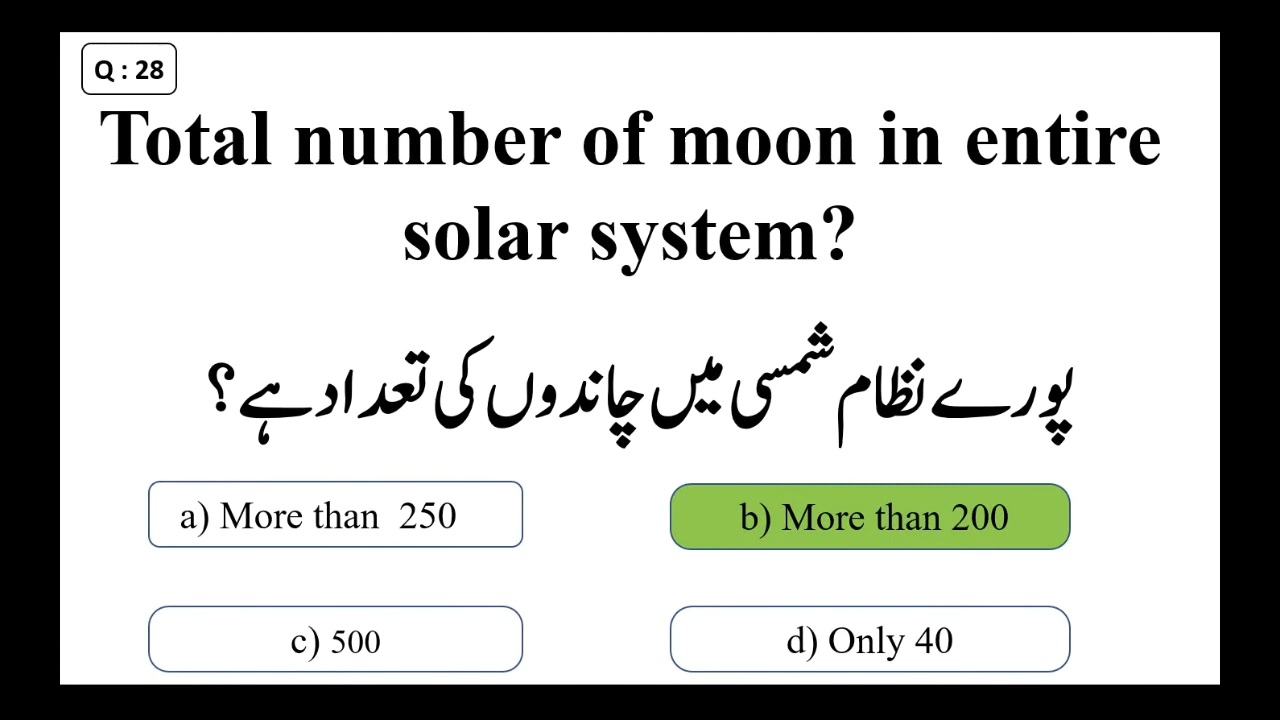 Q : 28
Total number of moon in entire
solar system?
پورے نظام شمسی میں چاندوں کی تعداد ہے؟
a) More than  250
b) More than 200
c) 500
d) Only 40